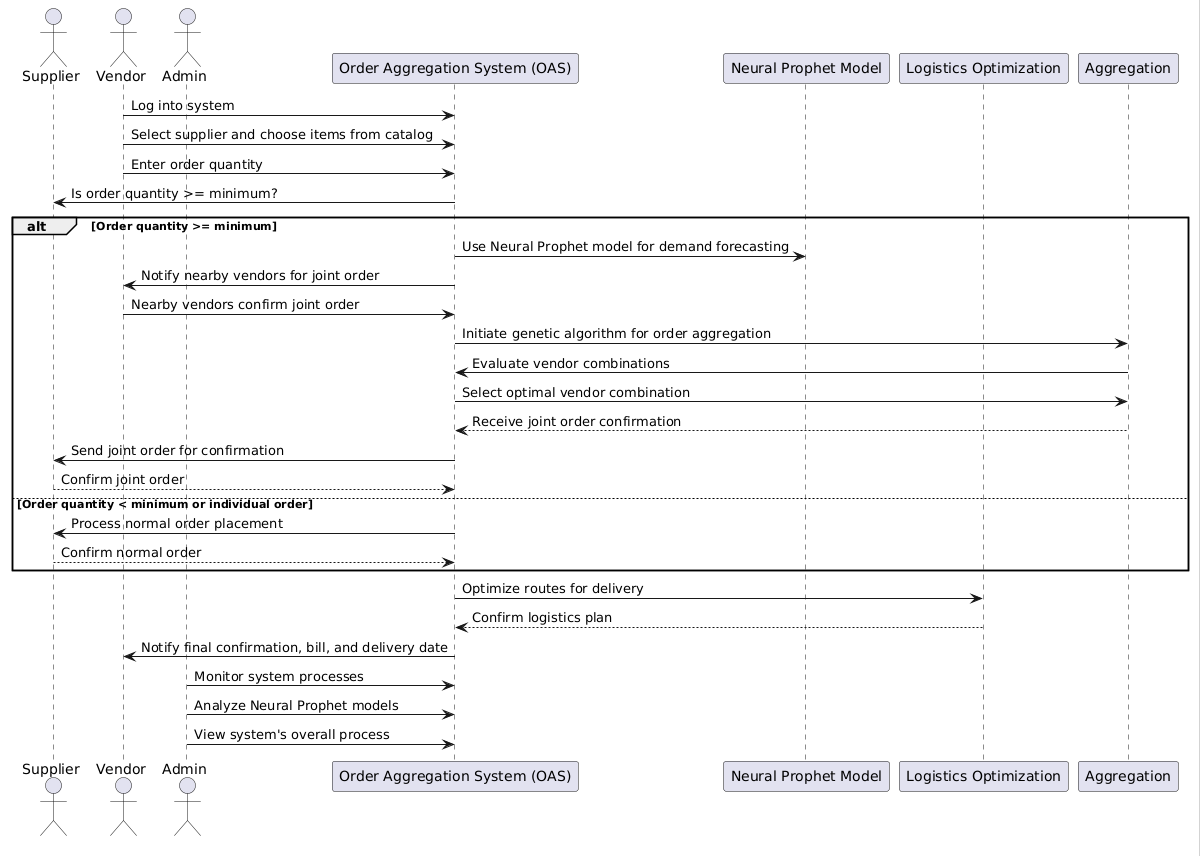 Supplier Vendor Admin Order Aggregation System (OAS) Neural Prophet Model Logistics Optimization Aggregation
Log into system
Select supplier and choose items from catalog
Enter order quantity
Is order quantity >= minimum?
alt [Order quantity >= minimum]
Use Neural Prophet model for demand forecasting
Notify nearby vendors for joint order
Nearby vendors confirm joint order
Initiate genetic algorithm for order aggregation
Evaluate vendor combinations
Select optimal vendor combination
Receive joint order confirmation
Send joint order for confirmation
Confirm joint order
[Order quantity < minimum or individual order]
Process normal order placement
Confirm normal order
Optimize routes for delivery
Confirm logistics plan
Notify final confirmation, bill, and delivery date
Monitor system processes
Analyze Neural Prophet models
View system's overall process
Supplier Vendor Admin Order Aggregation System (OAS) Neural Prophet Model Logistics Optimization Aggregation